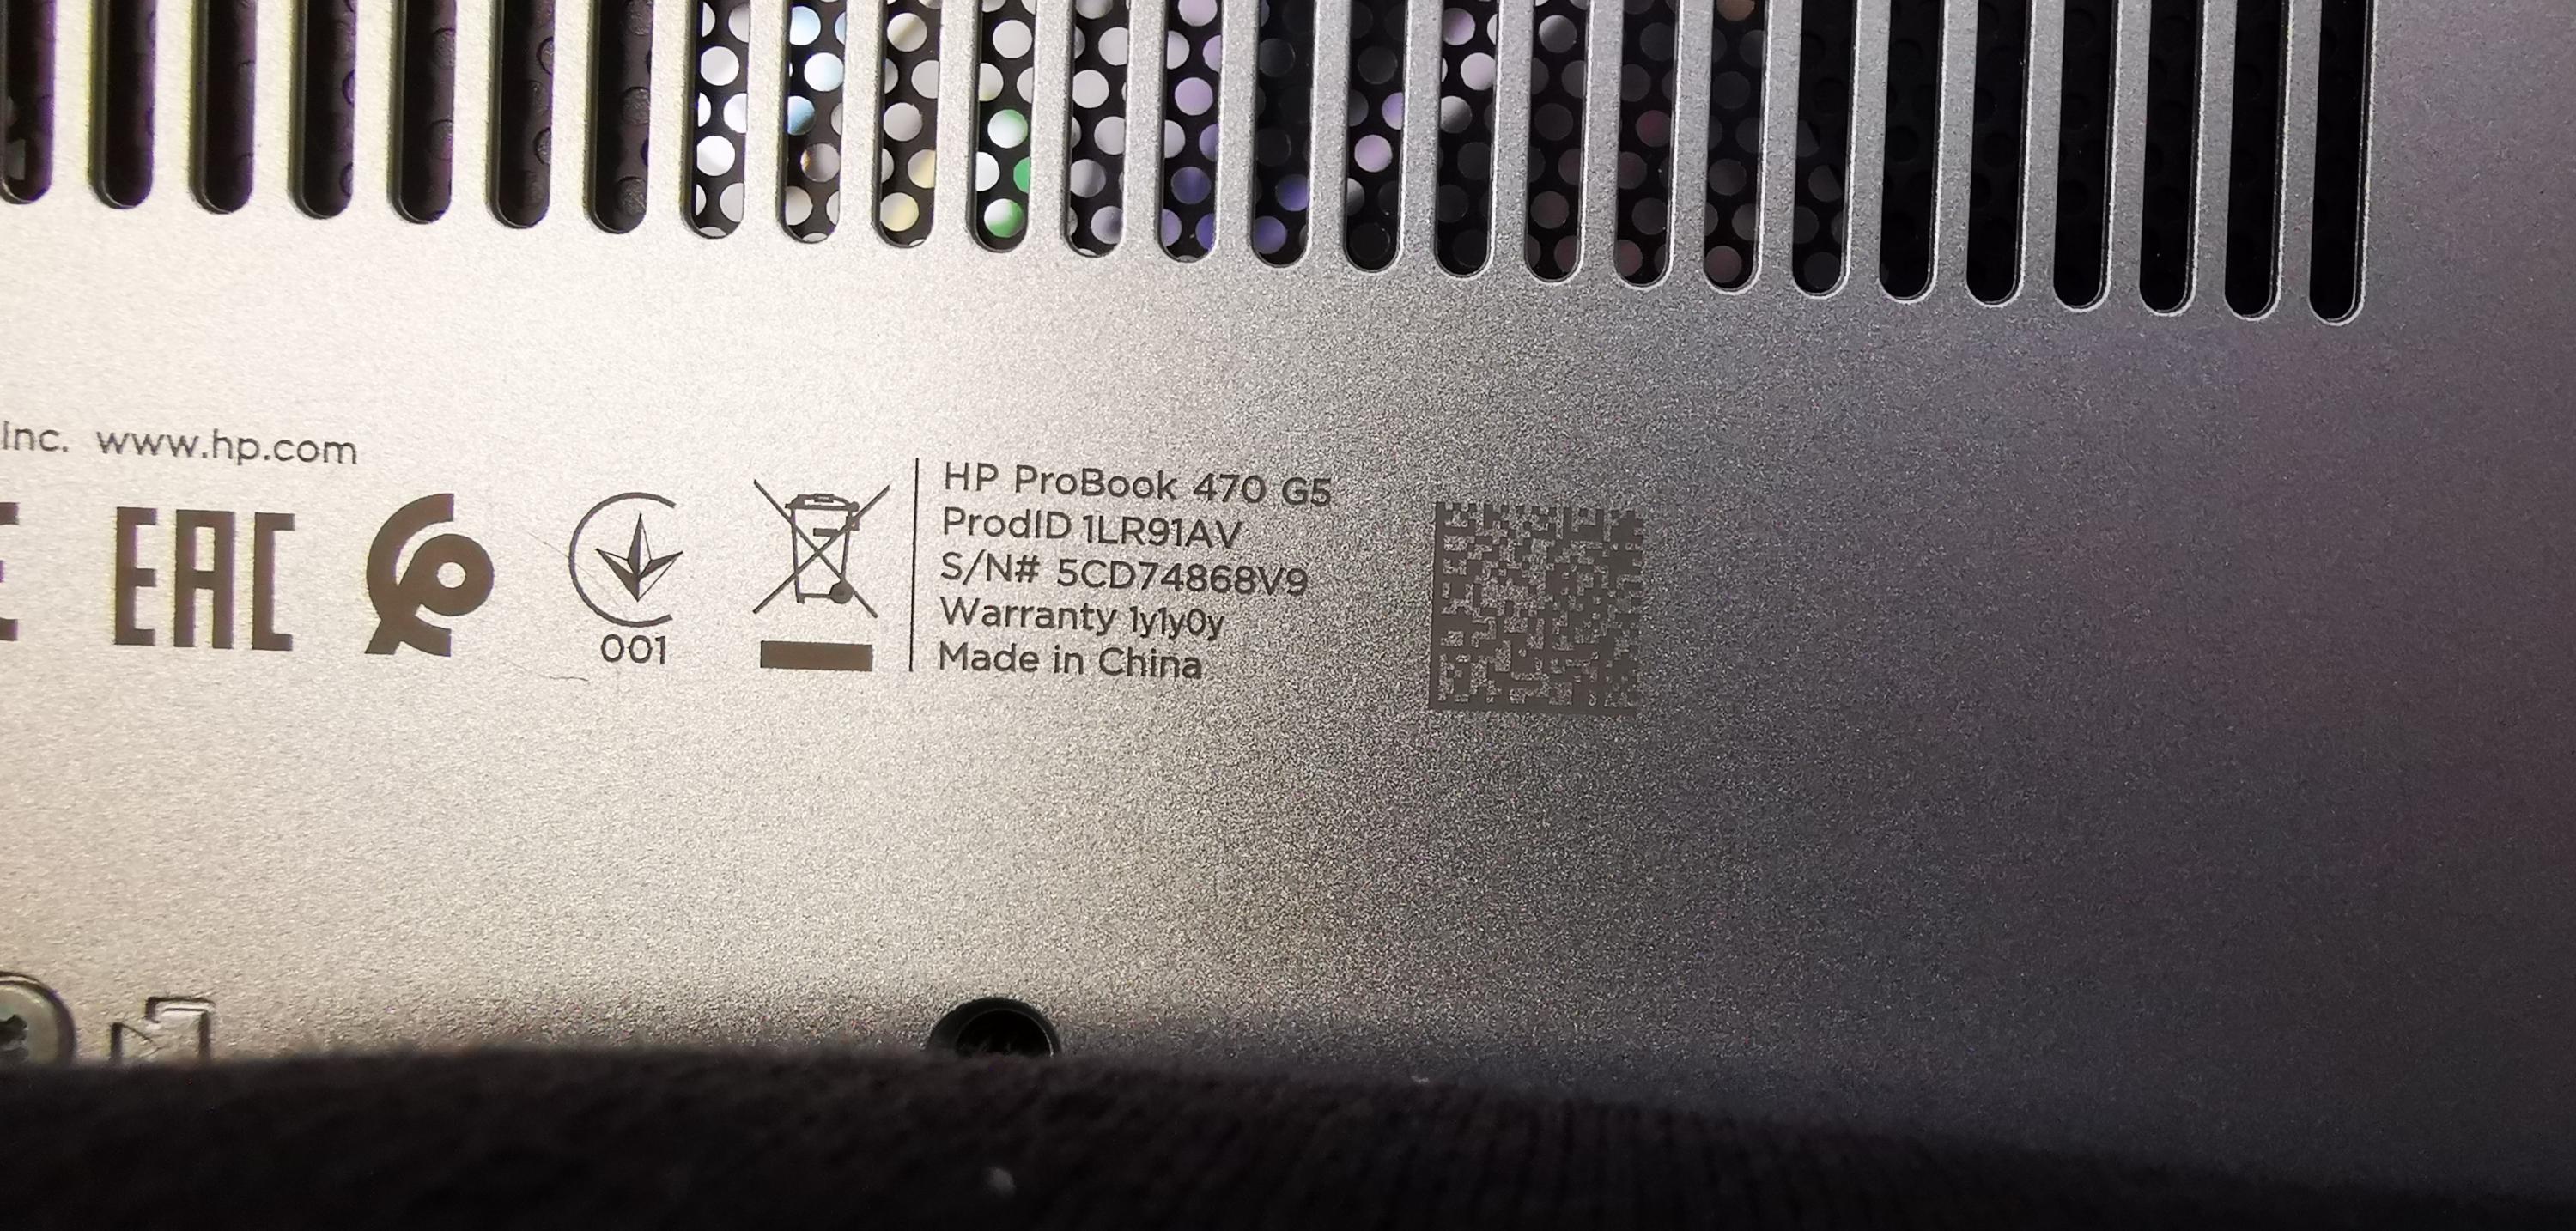 Inc. www.hp.com
EAC
001
HP ProBook 470 G5
ProdID 1LR91AV
S/N# 5CD74868V9
Warranty 1y1y0y
Made in China